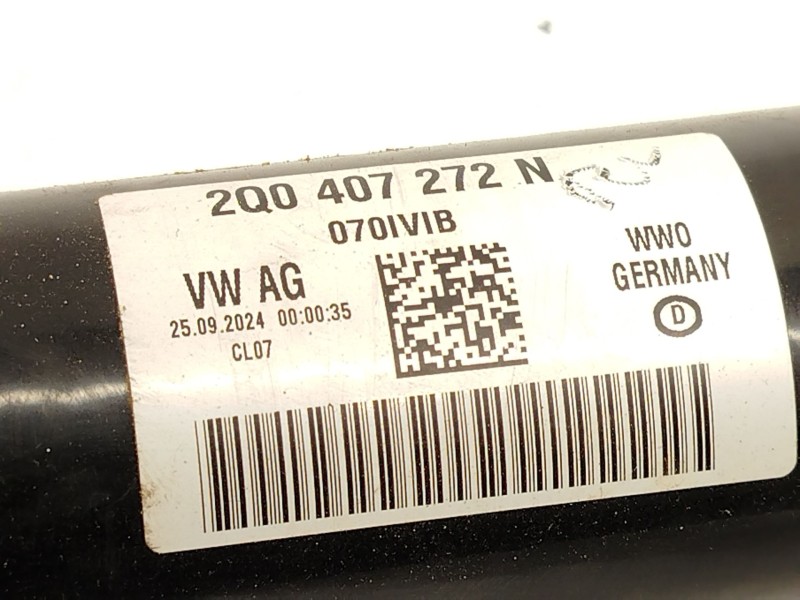 2Q0 407 272 N
070IVIB
VW AG
25.09.2024 00:00:35
CL07
WWO
GERMANY
D